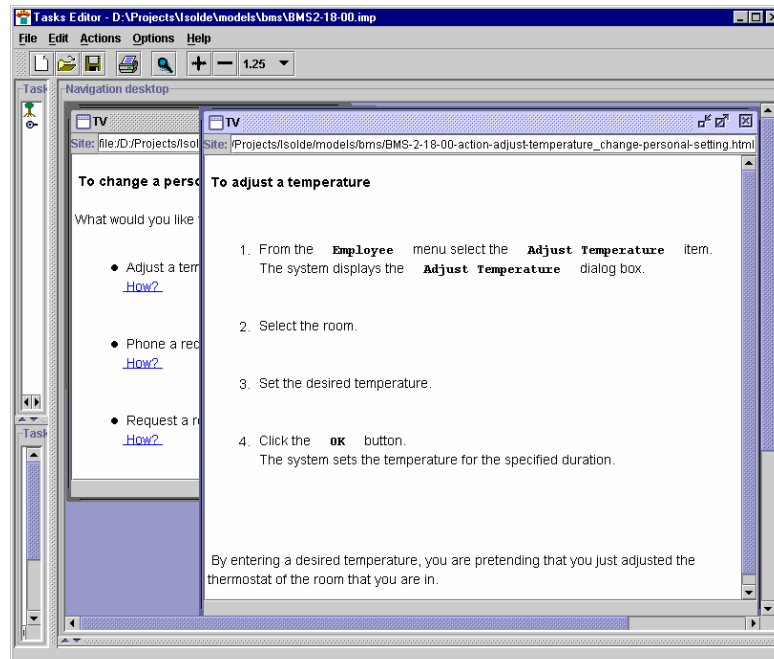 Tasks Editor - D:\Projects\Isolde\models\bms\BMS2-18-00.imp
File Edit Actions Options Help
1.25
Task
Navigation desktop
TV
Site: file:/D:/Projects/Isol
To change a perso
What would you like
Adjust a tem
How?
Phone a rec
How?
Request a r
How?
TV
Site: /Projects/Isolde/models/bms/BMS-2-18-00-action-adjust-temperature_change-personal-setting.html
To adjust a temperature
1. From the Employee menu select the Adjust Temperature item.
The system displays the Adjust Temperature dialog box.
2. Select the room.
3. Set the desired temperature.
4. Click the OK button.
The system sets the temperature for the specified duration.
By entering a desired temperature, you are pretending that you just adjusted the
thermostat of the room that you are in.
Task